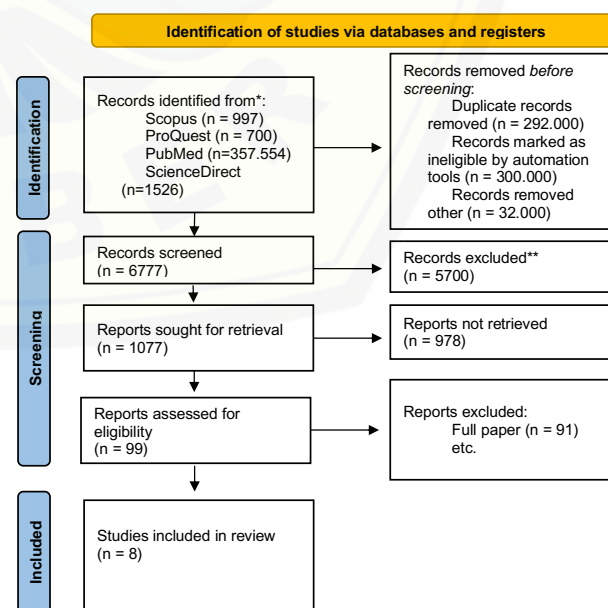 Identification of studies via databases and registers
Identification
Records identified from*:
Scopus (n = 997)
ProQuest (n = 700)
PubMed (n=357.554)
ScienceDirect
(n=1526)
Records removed before
screening:
Duplicate records
removed (n = 292.000)
Records marked as
ineligible by automation
tools (n = 300.000)
Records removed
other (n = 32.000)
Screening
Records screened
(n = 6777)
Records excluded**
(n = 5700)
Reports sought for retrieval
(n = 1077)
Reports not retrieved
(n = 978)
Reports assessed for
eligibility
(n = 99)
Reports excluded:
Full paper (n = 91)
etc.
Included
Studies included in review
(n = 8)